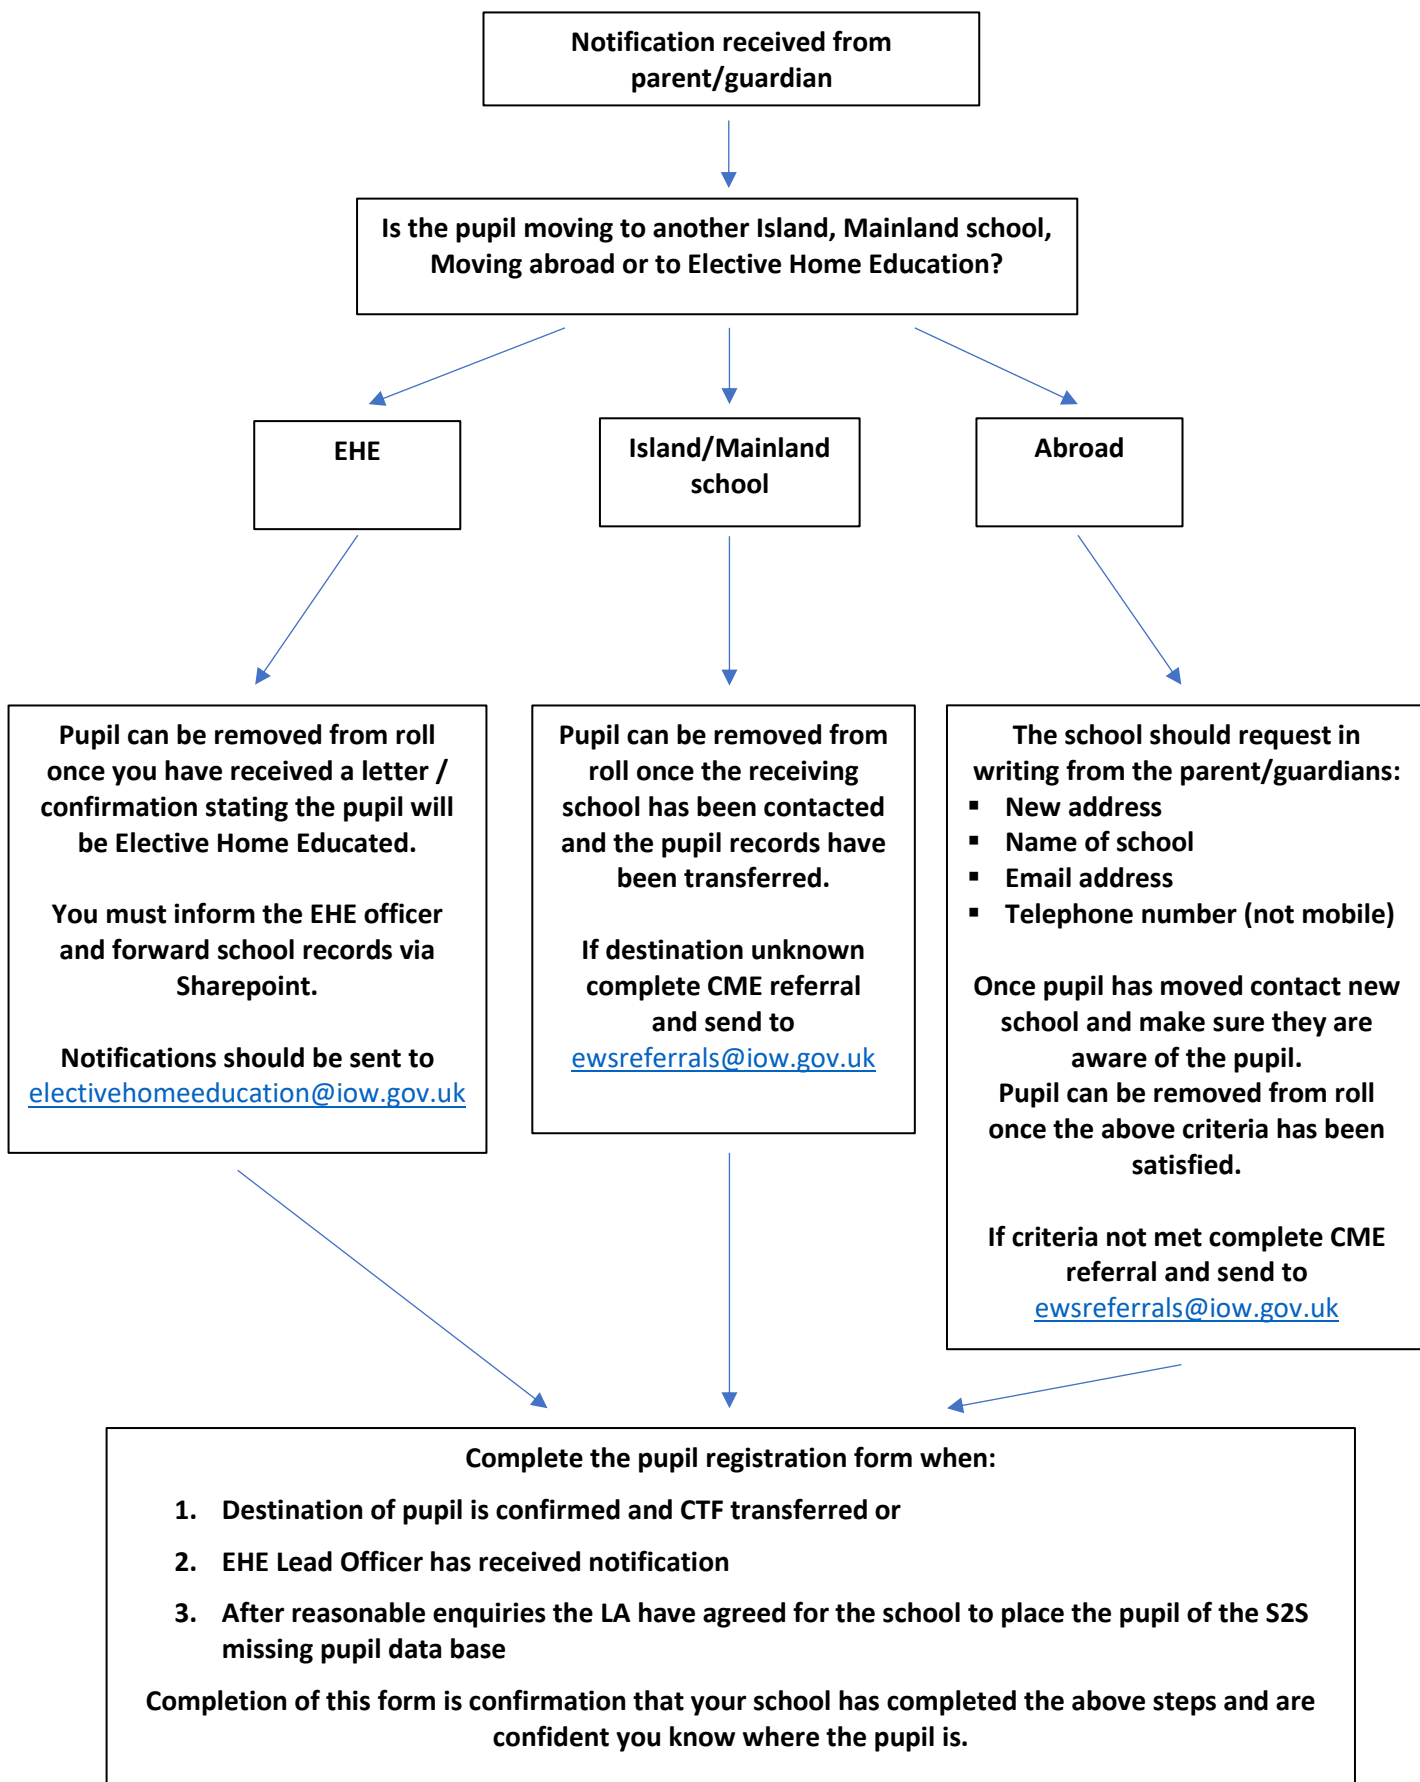 Notification received from
parent/guardian
Is the pupil moving to another Island, Mainland school,
Moving abroad or to Elective Home Education?
EHE
Island/Mainland
school
Abroad
Pupil can be removed from roll
once you have received a letter /
confirmation stating the pupil will
be Elective Home Educated.
You must inform the EHE officer
and forward school records via
Sharepoint.
Notifications should be sent to
electivehomeeducation@iow.gov.uk
Pupil can be removed from
roll once the receiving
school has been contacted
and the pupil records have
been transferred.
If destination unknown
complete CME referral
and send to
ewsreferrals@iow.gov.uk
The school should request in
writing from the parent/guardians:
▪ New address
▪ Name of school
▪ Email address
▪ Telephone number (not mobile)
Once pupil has moved contact new
school and make sure they are
aware of the pupil.
Pupil can be removed from roll
once the above criteria has been
satisfied.
If criteria not met complete CME
referral and send to
ewsreferrals@iow.gov.uk
Complete the pupil registration form when:
1. Destination of pupil is confirmed and CTF transferred or
2. EHE Lead Officer has received notification
3. After reasonable enquiries the LA have agreed for the school to place the pupil of the S2S
missing pupil data base
Completion of this form is confirmation that your school has completed the above steps and are
confident you know where the pupil is.